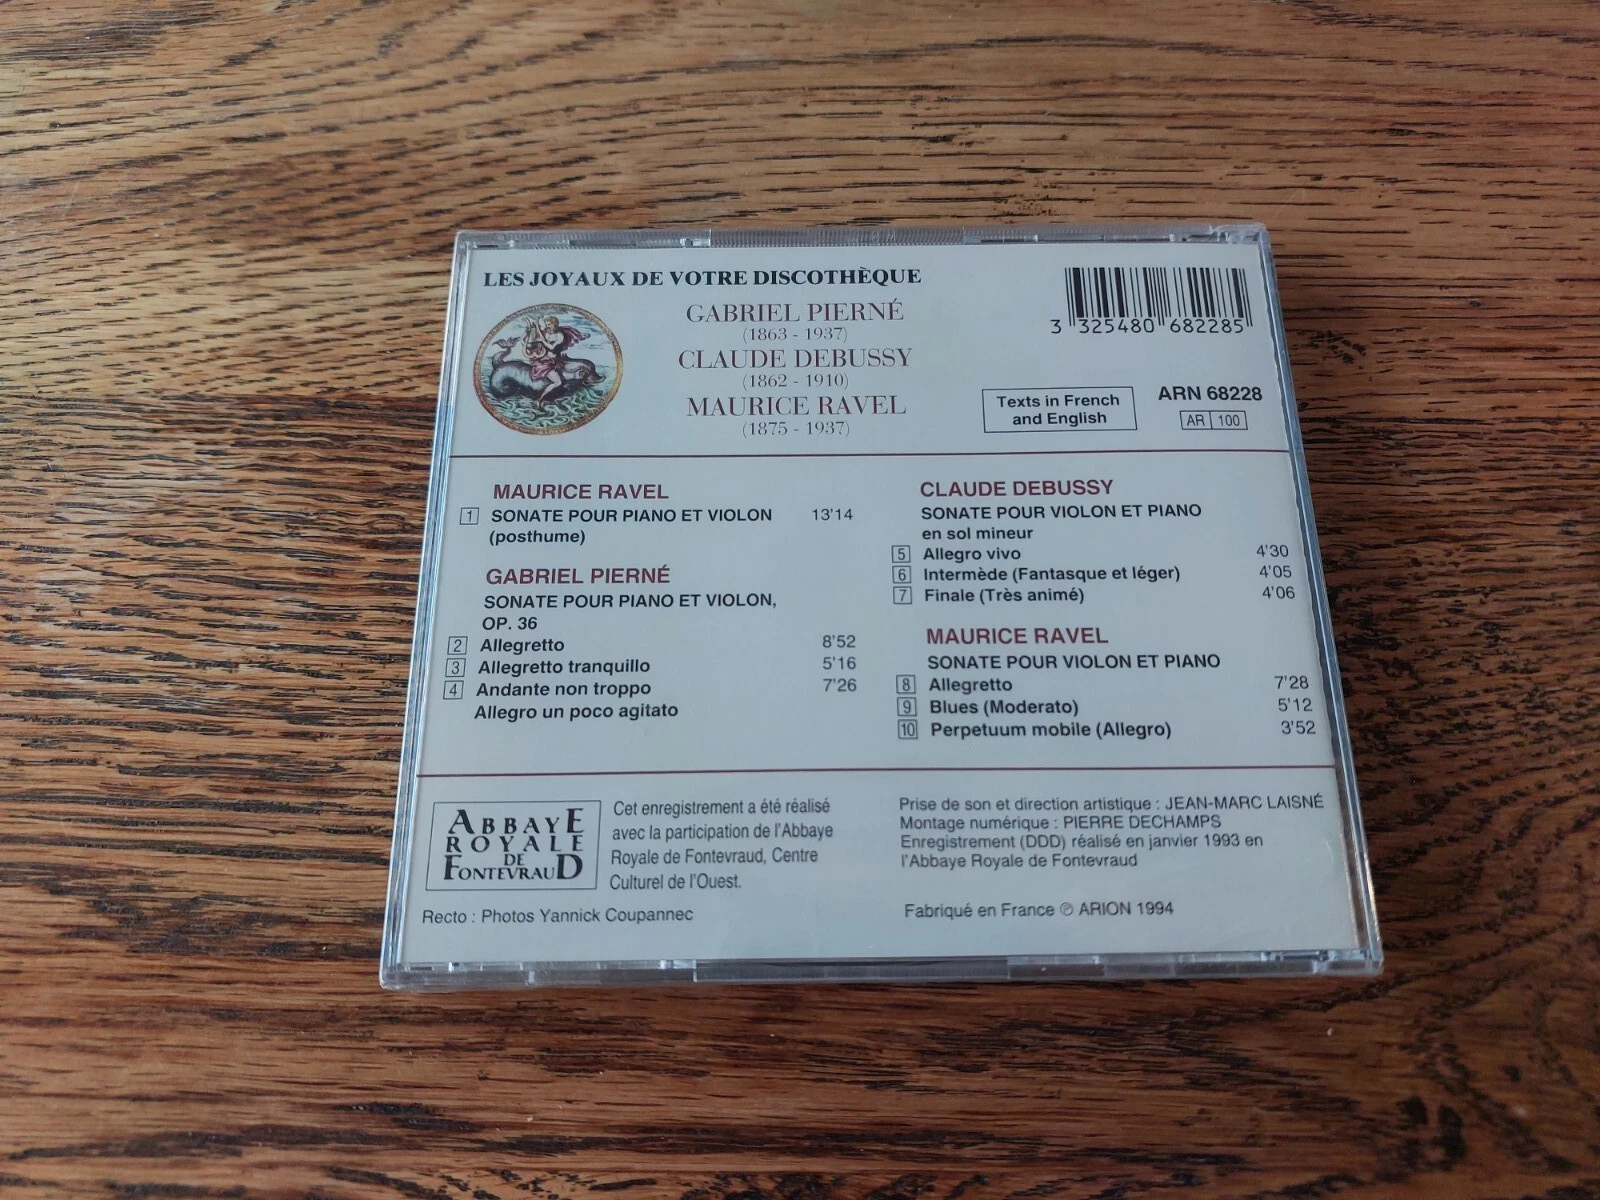 LES JOYAUX DE VOTRE DISCOTHÈQUE
GABRIEL PIERNÉ
(1863 - 1937)
CLAUDE DEBUSSY
(1862 - 1910)
MAURICE RAVEL
(1875 - 1937)
3 325480 682285
Texts in French
and English
ARN 68228
AR 100
MAURICE RAVEL
1 SONATE POUR PIANO ET VIOLON 13'14
(posthume)
GABRIEL PIERNÉ
SONATE POUR PIANO ET VIOLON,
OP. 36
2 Allegretto 8'52
3 Allegretto tranquillo 5'16
4 Andante non troppo 7'26
Allegro un poco agitato
CLAUDE DEBUSSY
SONATE POUR VIOLON ET PIANO
en sol mineur
5 Allegro vivo 4'30
6 Intermède (Fantasque et léger) 4'05
7 Finale (Très animé) 4'06
MAURICE RAVEL
SONATE POUR VIOLON ET PIANO
8 Allegretto 7'28
9 Blues (Moderato) 5'12
10 Perpetuum mobile (Allegro) 3'52
ABBAYE
ROYALE
DE
FONTEVRAUD
Cet enregistrement a été réalisé
avec la participation de l'Abbaye
Royale de Fontevraud, Centre
Culturel de l'Ouest.
Recto : Photos Yannick Coupannec
Prise de son et direction artistique : JEAN-MARC LAISNÉ
Montage numérique : PIERRE DECHAMPS
Enregistrement (DDD) réalisé en janvier 1993 en
l'Abbaye Royale de Fontevraud
Fabriqué en France ℗ ARION 1994